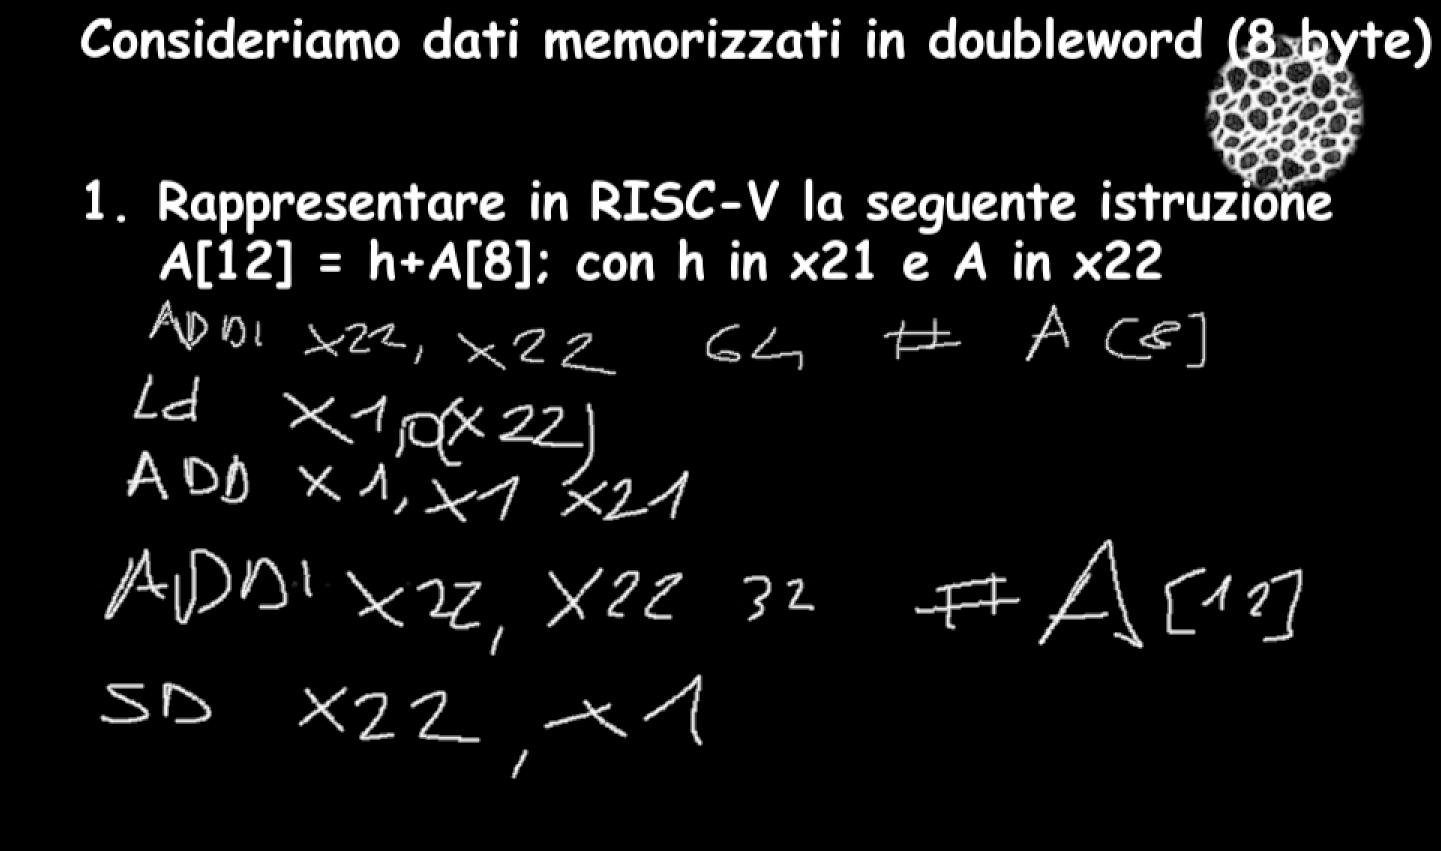 Consideriamo dati memorizzati in doubleword (8 byte)
1. Rappresentare in RISC-V la seguente istruzione
A[12] = h+A[8]; con h in x21 e A in x22
ADDI x22, x22 64 # A[8]
Ld x1, 0(x22)
ADD x1, x1 x21
ADDI x22, x22 32 # A[12]
SD x22, x1